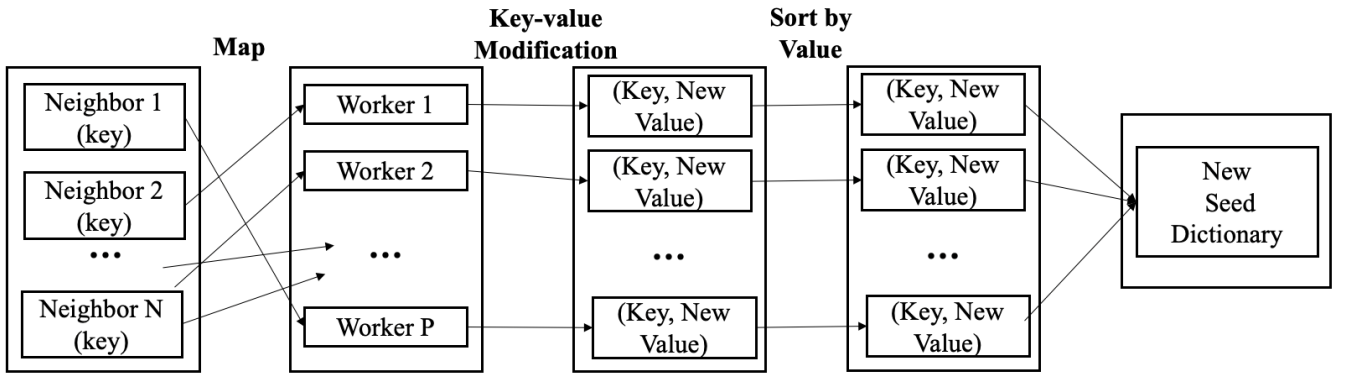 Map
Key-value
Modification
Sort by
Value
Neighbor 1
(key)
Neighbor 2
(key)
...
Neighbor N
(key)
Worker 1
Worker 2
...
Worker P
(Key, New
Value)
(Key, New
Value)
...
(Key, New
Value)
(Key, New
Value)
(Key, New
Value)
...
(Key, New
Value)
New
Seed
Dictionary